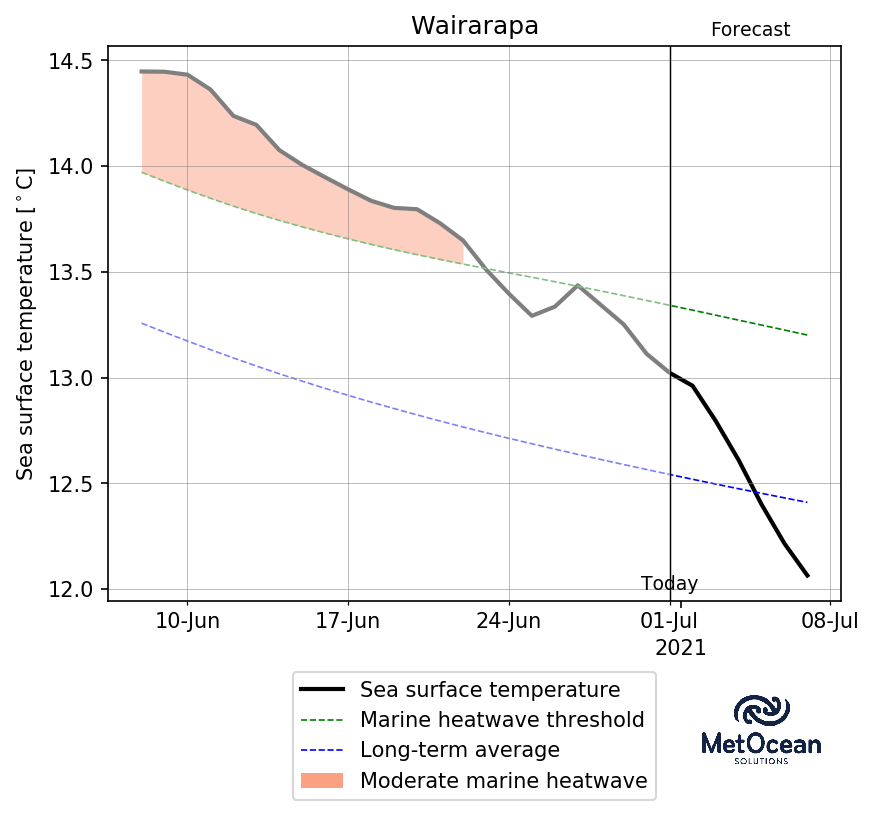 Wairarapa
Forecast
Sea surface temperature [°C]
14.5
14.0
13.5
13.0
12.5
12.0
Today
10-Jun 17-Jun 24-Jun 01-Jul 08-Jul
2021
Sea surface temperature
Marine heatwave threshold
Long-term average
Moderate marine heatwave
MetOcean
SOLUTIONS